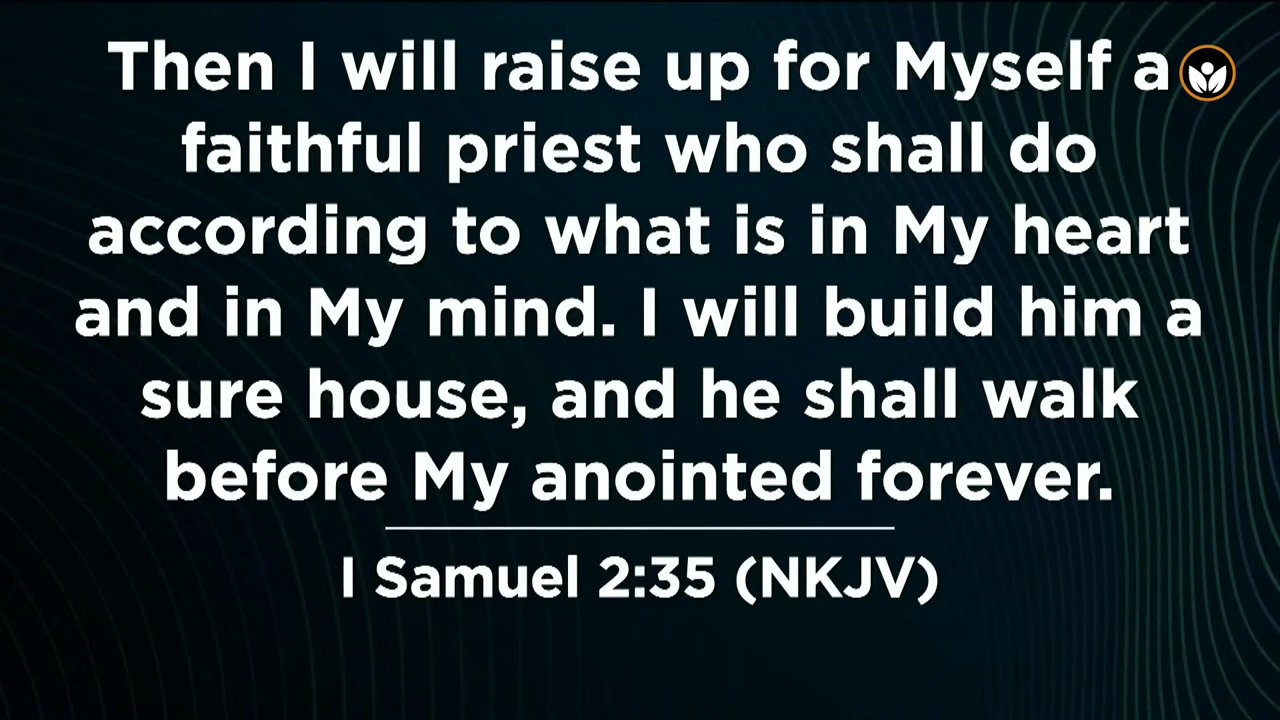 Then I will raise up for Myself a
faithful priest who shall do
according to what is in My heart
and in My mind. I will build him a
sure house, and he shall walk
before My anointed forever.
I Samuel 2:35 (NKJV)